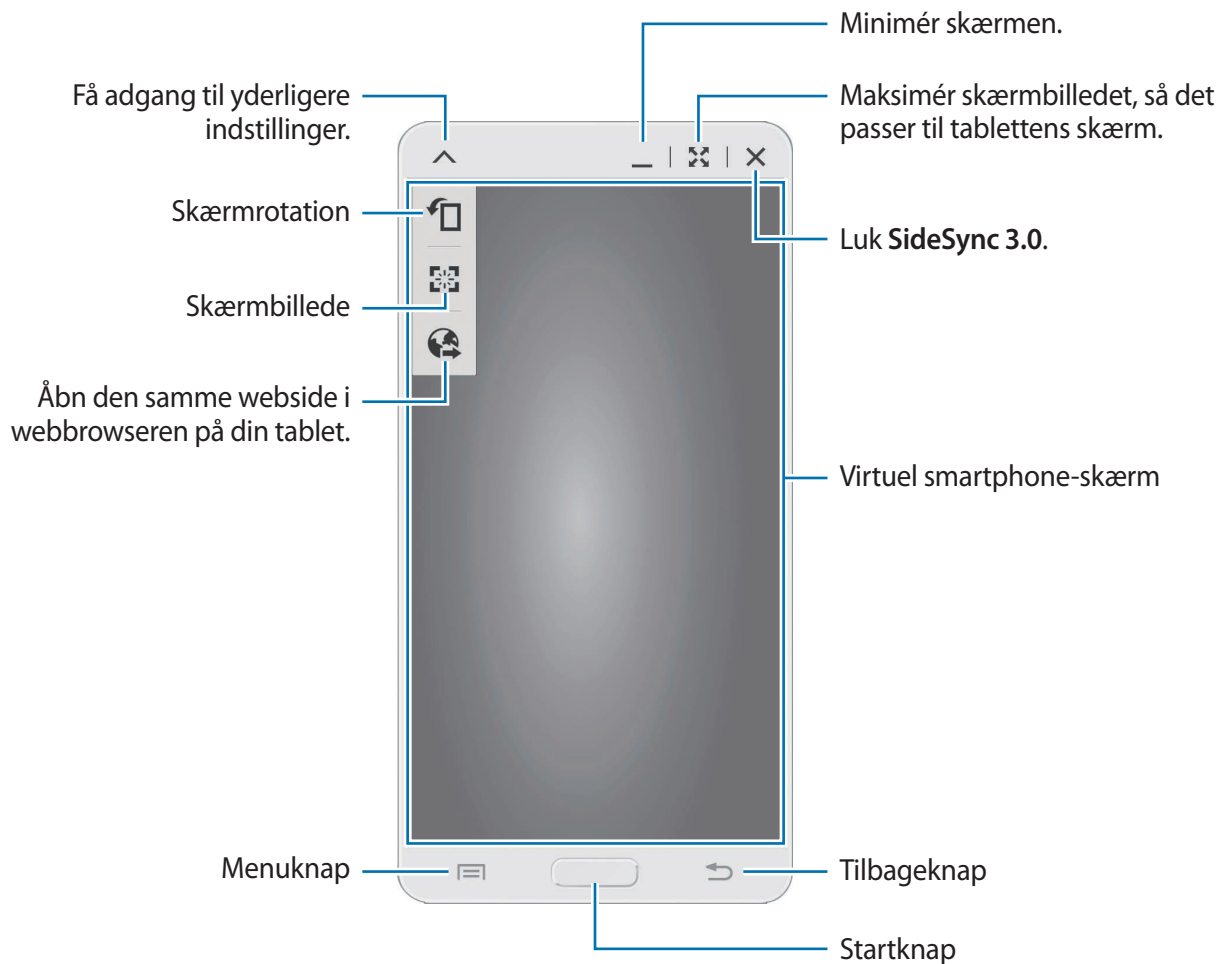 Minimér skærmen.
Få adgang til yderligere
indstillinger.
Maksimér skærmbilledet, så det
passer til tablettens skærm.
Skærmrotation
Luk SideSync 3.0.
Skærmbillede
Åbn den samme webside i
webbrowseren på din tablet.
Virtuel smartphone-skærm
Menuknap
Tilbageknap
Startknap